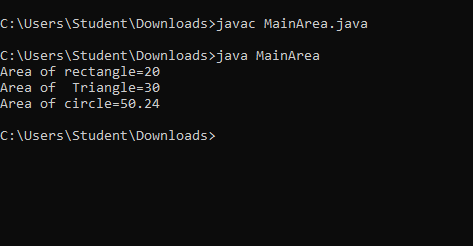 C:\Users\Student\Downloads>javac MainArea.java
C:\Users\Student\Downloads>java MainArea
Area of rectangle=20
Area of  Triangle=30
Area of circle=50.24
C:\Users\Student\Downloads>